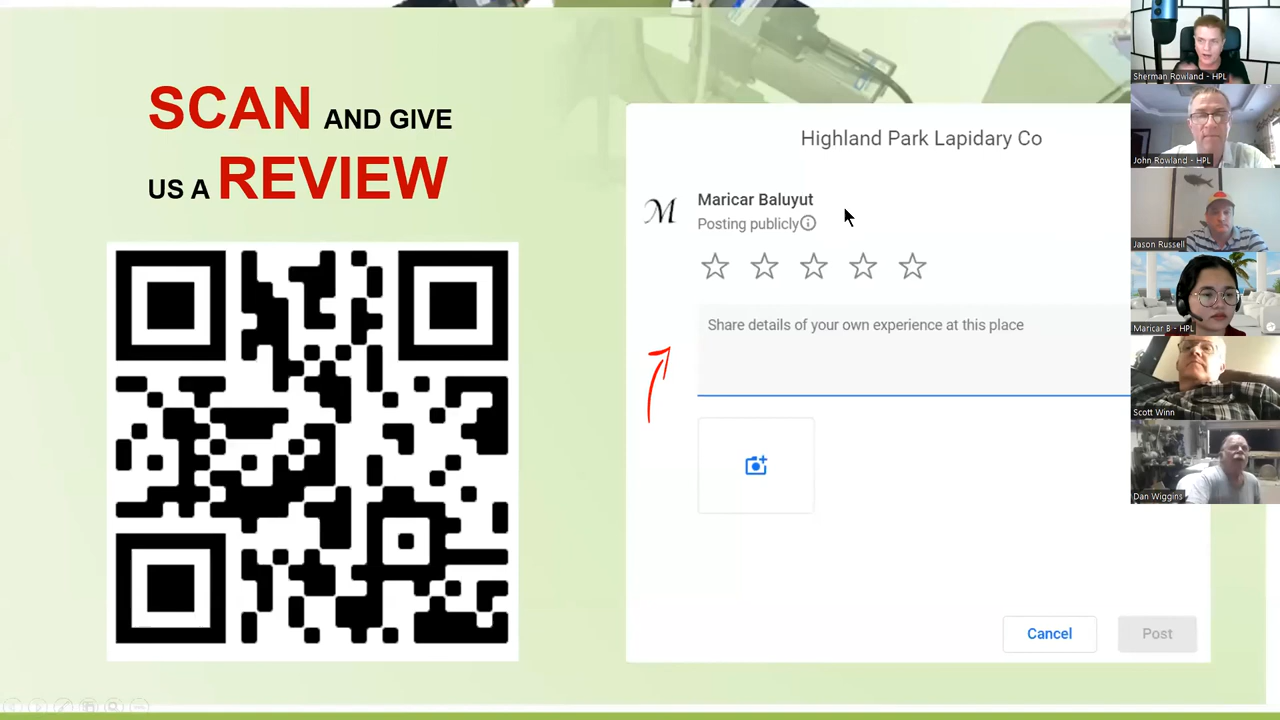 SCAN AND GIVE
US A REVIEW
Highland Park Lapidary Co
M
Maricar Baluyut
Posting publicly
Share details of your own experience at this place
Cancel
Post
Sherman Rowland - HPL
John Rowland - HPL
Jason Russell
Maricar B - HPL
Scott Winn
Dan Wiggins